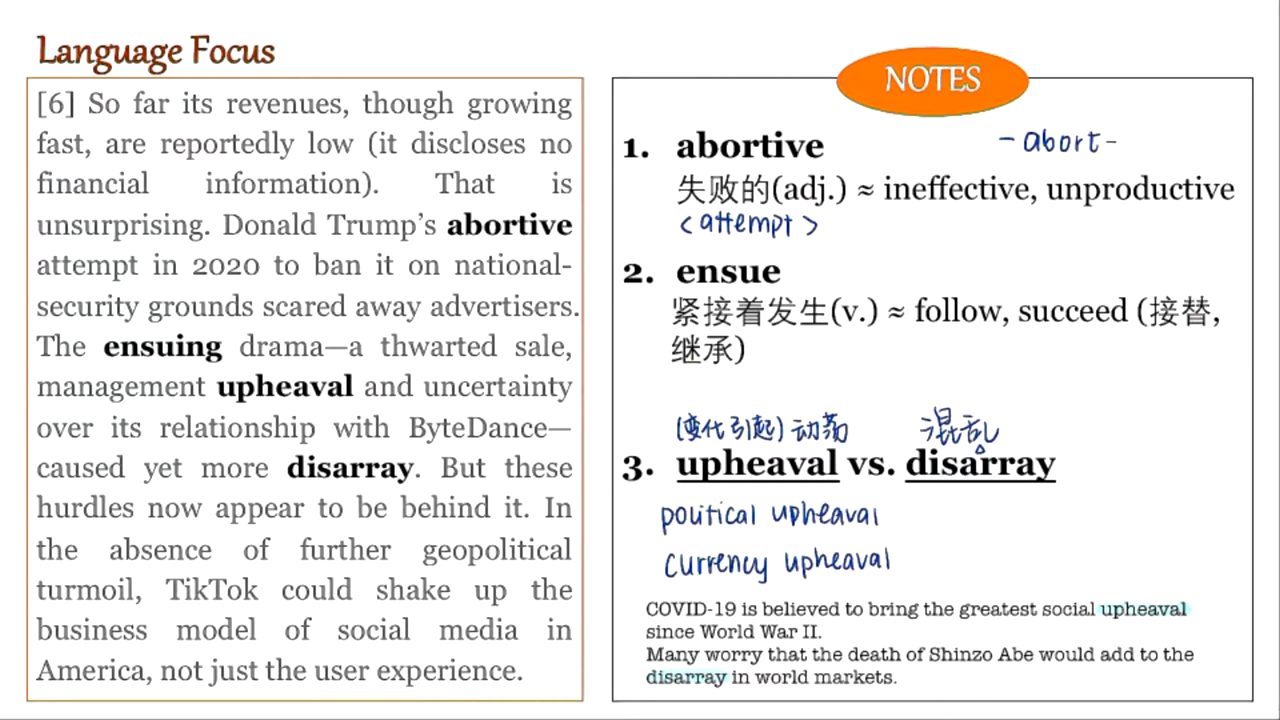 Language Focus
[6] So far its revenues, though growing
fast, are reportedly low (it discloses no
financial information). That is
unsurprising. Donald Trump's abortive
attempt in 2020 to ban it on national-
security grounds scared away advertisers.
The ensuing drama—a thwarted sale,
management upheaval and uncertainty
over its relationship with ByteDance—
caused yet more disarray. But these
hurdles now appear to be behind it. In
the absence of further geopolitical
turmoil, TikTok could shake up the
business model of social media in
America, not just the user experience.
NOTES
1. abortive - abort -
失败的(adj.) ≈ ineffective, unproductive
<attempt>
2. ensue
紧接着发生(v.) ≈ follow, succeed (接替,
继承)
(变化引起) 动荡 混乱
3. upheaval vs. disarray
political upheaval
currency upheaval
COVID-19 is believed to bring the greatest social upheaval
since World War II.
Many worry that the death of Shinzo Abe would add to the
disarray in world markets.